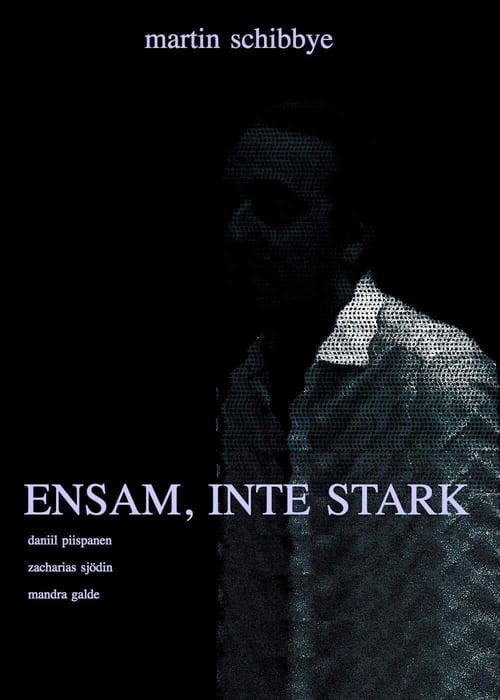 martin schibbye
ENSAM, INTE STARK
daniil piispanen
zacharias sjödin
mandra galde